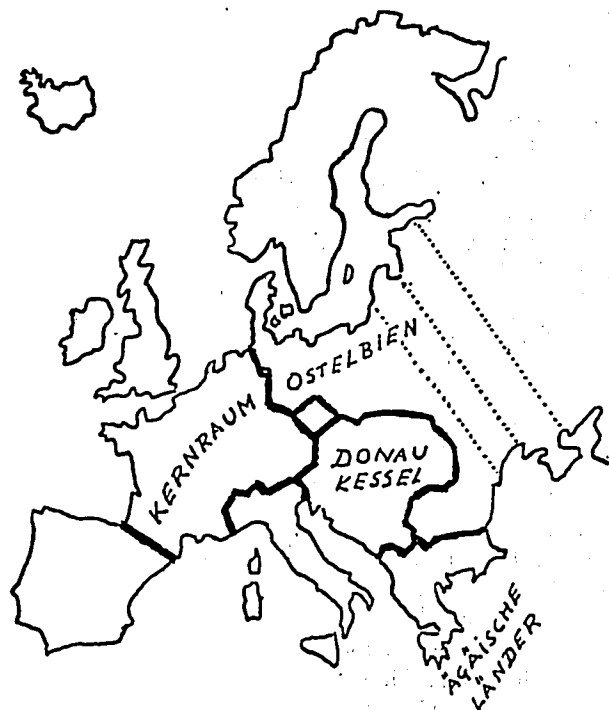 OSTELBIEN
KERNRAUM
DONAU
KESSEL
ÄGÄISCHE
LÄNDER